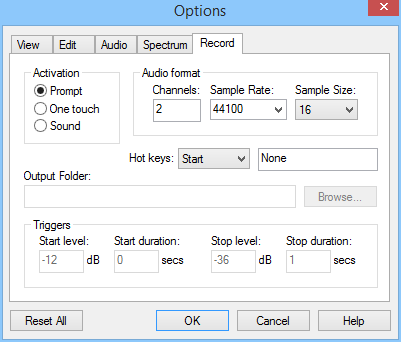 Options
View Edit Audio Spectrum Record
Activation
Prompt
One touch
Sound
Audio format
Channels: Sample Rate: Sample Size:
2 44100 16
Hot keys: Start None
Output Folder:
Browse...
Triggers
Start level: Start duration: Stop level: Stop duration:
-12 dB 0 secs -36 dB 1 secs
Reset All OK Cancel Help